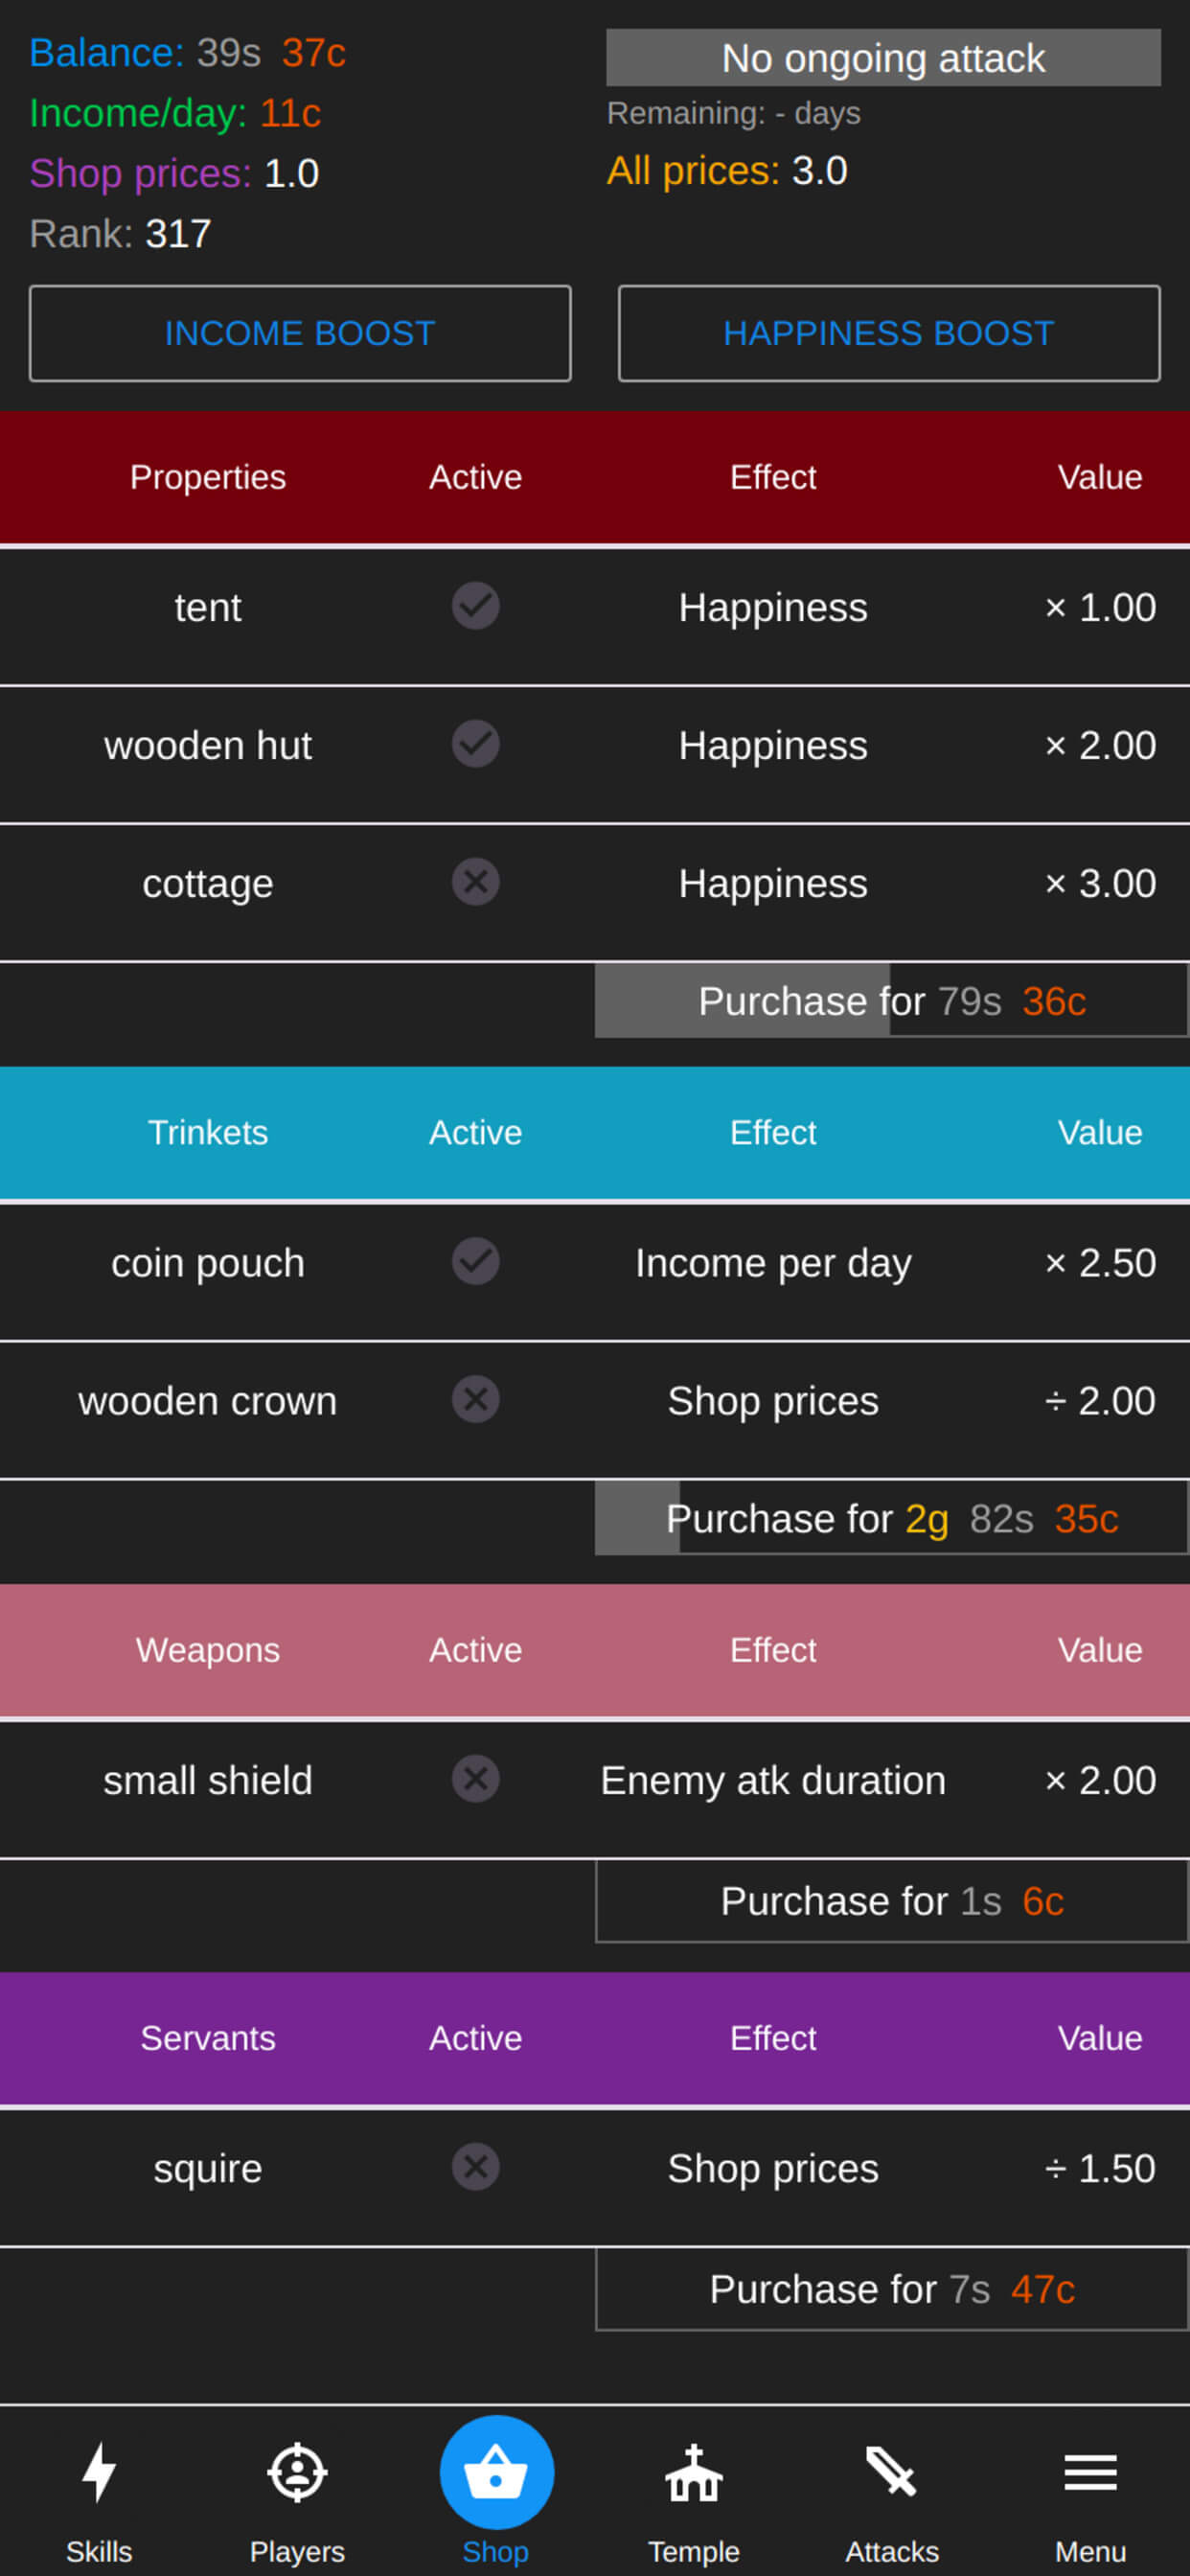 Balance: 39s 37c
Income/day: 11c
Shop prices: 1.0
Rank: 317
No ongoing attack
Remaining: - days
All prices: 3.0
INCOME BOOST
HAPPINESS BOOST
Properties Active Effect Value
tent Happiness × 1.00
wooden hut Happiness × 2.00
cottage Happiness × 3.00
Purchase for 79s 36c
Trinkets Active Effect Value
coin pouch Income per day × 2.50
wooden crown Shop prices ÷ 2.00
Purchase for 2g 82s 35c
Weapons Active Effect Value
small shield Enemy atk duration × 2.00
Purchase for 1s 6c
Servants Active Effect Value
squire Shop prices ÷ 1.50
Purchase for 7s 47c
Skills Players Shop Temple Attacks Menu